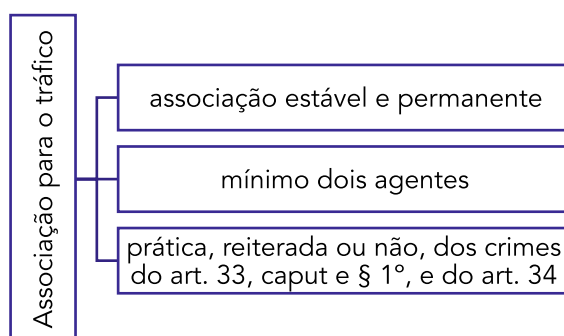 Associação para o tráfico
associação estável e permanente
mínimo dois agentes
prática, reiterada ou não, dos crimes
do art. 33, caput e § 1º, e do art. 34